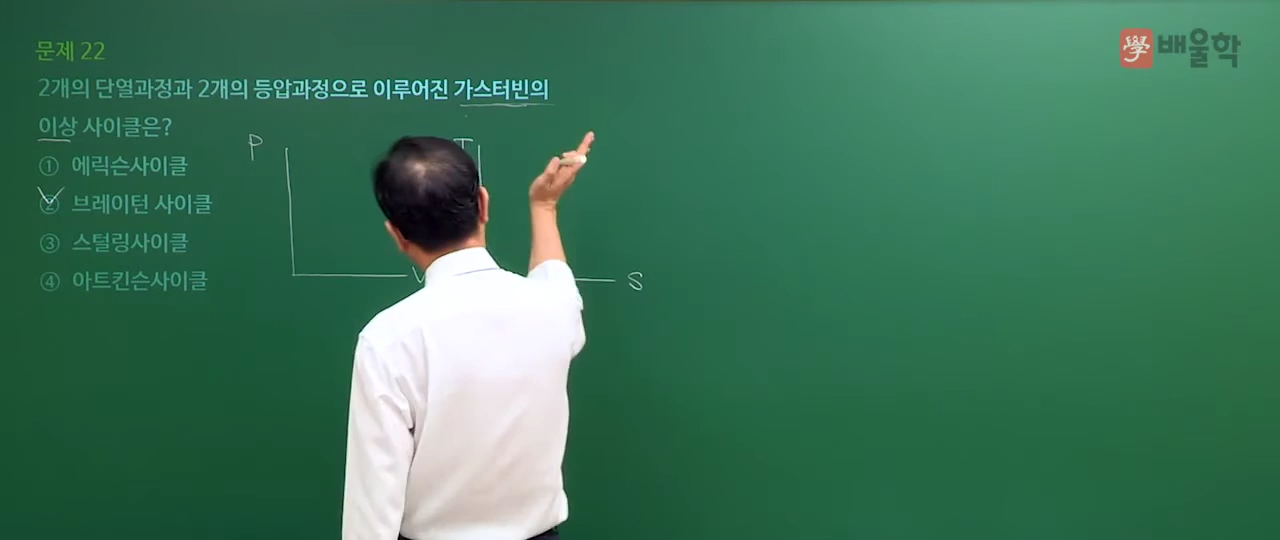 學 배울학
문제 22
2개의 단열과정과 2개의 등압과정으로 이루어진 가스터빈의
이상 사이클은?
① 에릭슨사이클
② 브레이턴 사이클
③ 스털링사이클
④ 아트킨슨사이클
P
T
V
S